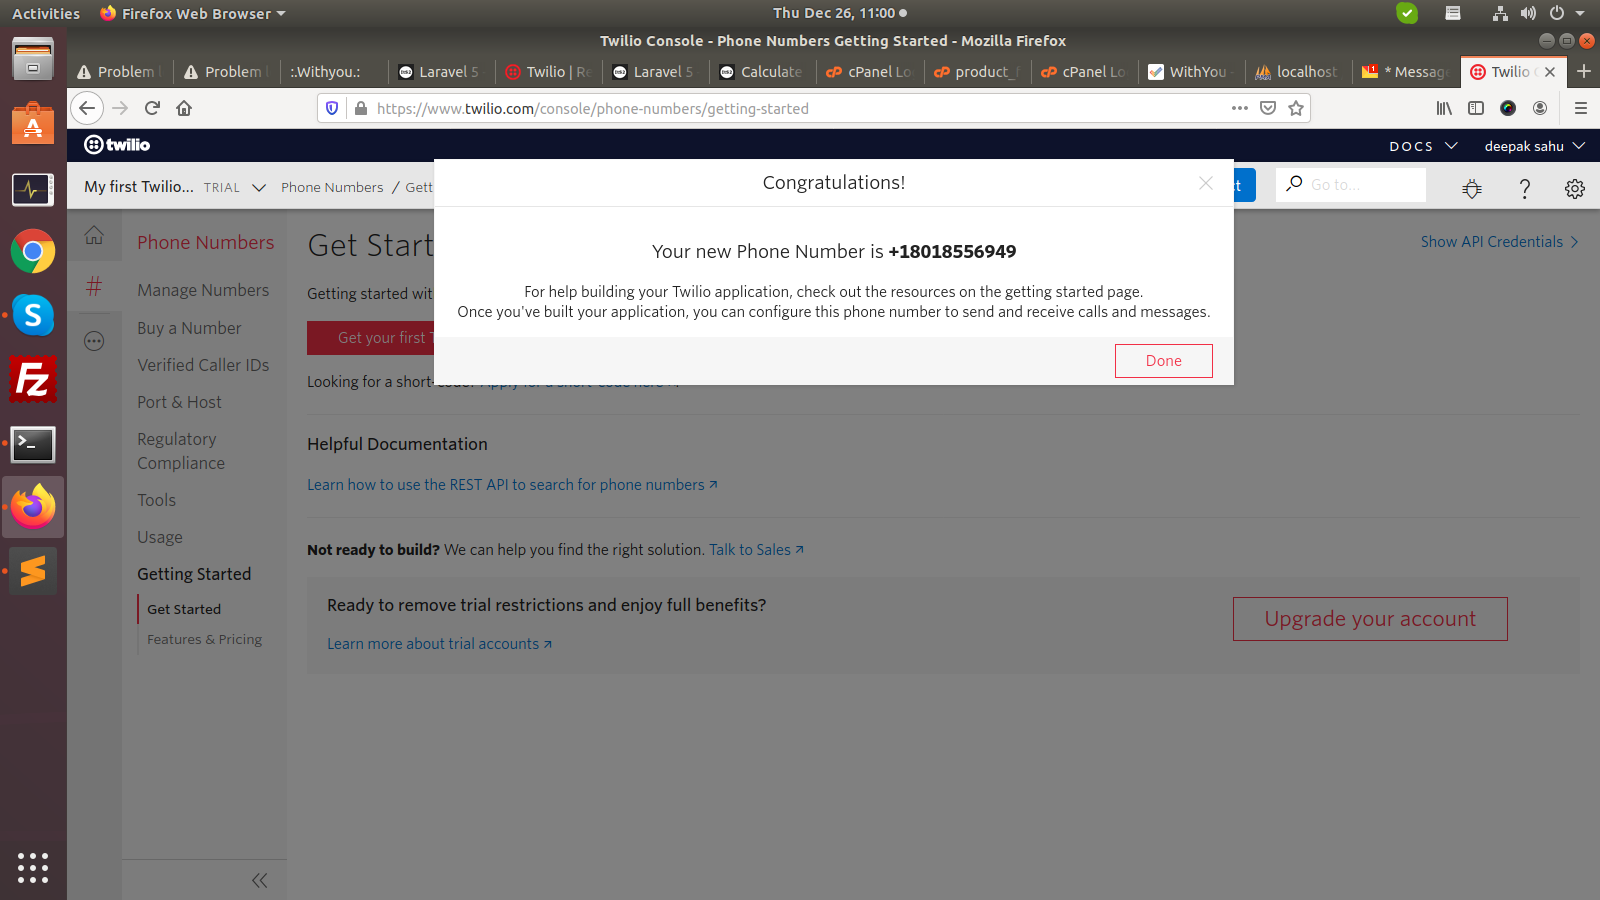 Activities
Firefox Web Browser
Thu Dec 26, 11:00
Twilio Console - Phone Numbers Getting Started - Mozilla Firefox
Problem
Problem
:.Withyou.:
Laravel 5
Twilio | Re
Laravel 5
Calculate
cPanel Lo
product_f
cPanel Lo
WithYou
localhost
* Message
Twilio
https://www.twilio.com/console/phone-numbers/getting-started
twilio
DOCS
deepak sahu
My first Twilio...
TRIAL
Phone Numbers / Gett
Go to...
Congratulations!
Your new Phone Number is +18018556949
For help building your Twilio application, check out the resources on the getting started page.
Once you've built your application, you can configure this phone number to send and receive calls and messages.
Done
Phone Numbers
Manage Numbers
Buy a Number
Verified Caller IDs
Port & Host
Regulatory
Compliance
Tools
Usage
Getting Started
Get Started
Features & Pricing
Get Start
Show API Credentials
Getting started wit
Get your first T
Looking for a short-code? Apply for a short-code here
Helpful Documentation
Learn how to use the REST API to search for phone numbers
Not ready to build? We can help you find the right solution. Talk to Sales
Ready to remove trial restrictions and enjoy full benefits?
Learn more about trial accounts
Upgrade your account